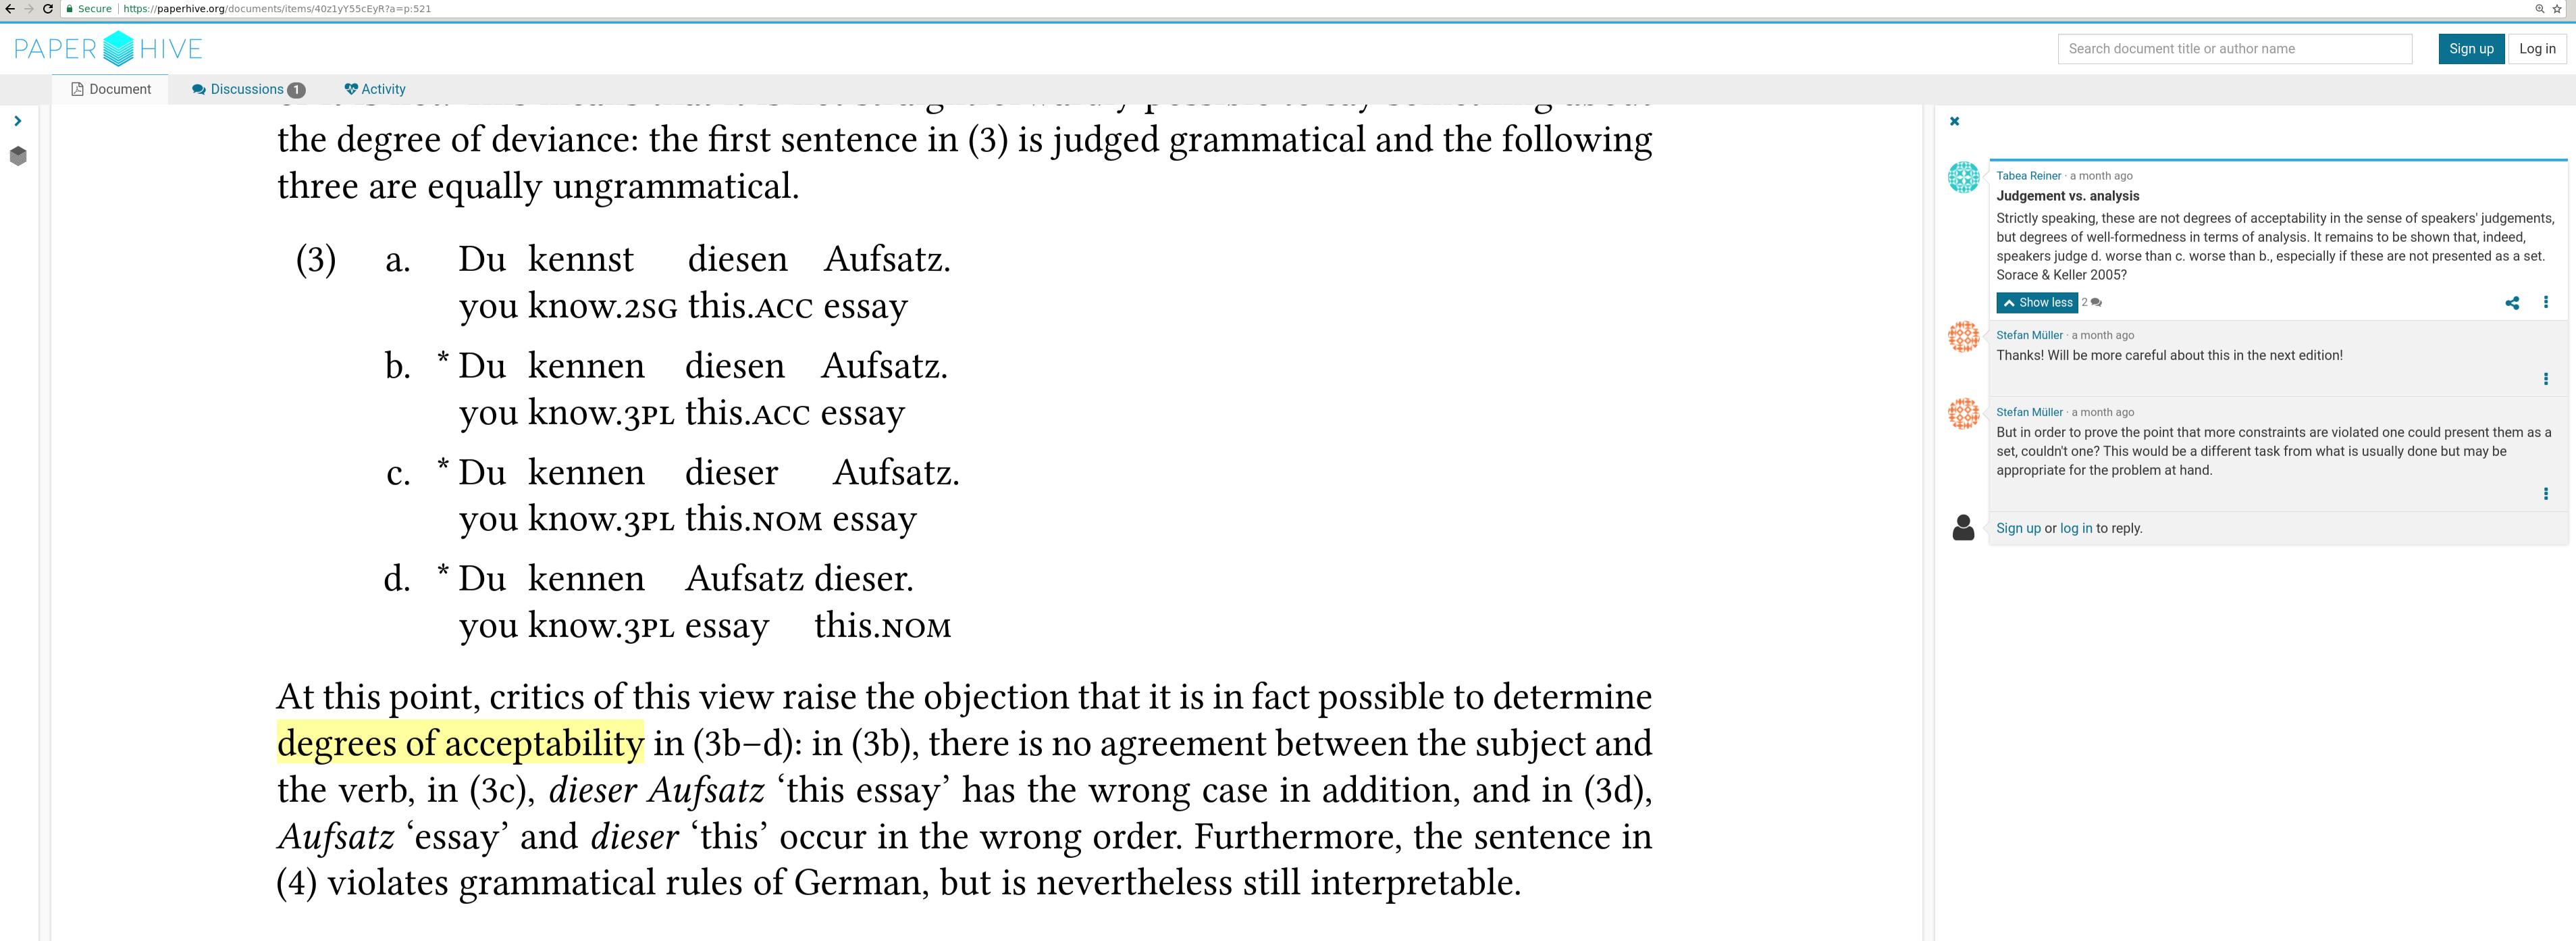 Secure https://paperhive.org/documents/items/40z1yY55cEyR?a=p:521
PAPER HIVE
Search document title or author name
Sign up
Log in
Document
Discussions 1
Activity
the degree of deviance: the first sentence in (3) is judged grammatical and the following
three are equally ungrammatical.
(3) a. Du kennst diesen Aufsatz.
you know.2SG this.ACC essay
b. * Du kennen diesen Aufsatz.
you know.3PL this.ACC essay
c. * Du kennen dieser Aufsatz.
you know.3PL this.NOM essay
d. * Du kennen Aufsatz dieser.
you know.3PL essay this.NOM
At this point, critics of this view raise the objection that it is in fact possible to determine
degrees of acceptability in (3b–d): in (3b), there is no agreement between the subject and
the verb, in (3c), dieser Aufsatz ‘this essay’ has the wrong case in addition, and in (3d),
Aufsatz ‘essay’ and dieser ‘this’ occur in the wrong order. Furthermore, the sentence in
(4) violates grammatical rules of German, but is nevertheless still interpretable.
Tabea Reiner · a month ago
Judgement vs. analysis
Strictly speaking, these are not degrees of acceptability in the sense of speakers' judgements,
but degrees of well-formedness in terms of analysis. It remains to be shown that, indeed,
speakers judge d. worse than c. worse than b., especially if these are not presented as a set.
Sorace & Keller 2005?
Show less 2
Stefan Müller · a month ago
Thanks! Will be more careful about this in the next edition!
Stefan Müller · a month ago
But in order to prove the point that more constraints are violated one could present them as a
set, couldn't one? This would be a different task from what is usually done but may be
appropriate for the problem at hand.
Sign up or log in to reply.